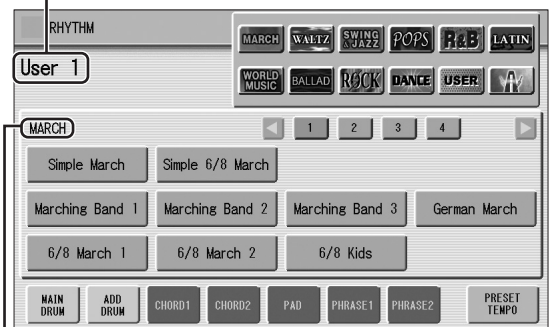 RHYTHM
MARCH WALTZ SWING & JAZZ POPS R&B LATIN
User 1
WORLD MUSIC BALLAD ROCK DANCE USER
MARCH 1 2 3 4
Simple March Simple 6/8 March
Marching Band 1 Marching Band 2 Marching Band 3 German March
6/8 March 1 6/8 March 2 6/8 Kids
MAIN DRUM ADD DRUM CHORD1 CHORD2 PAD PHRASE1 PHRASE2 PRESET TEMPO